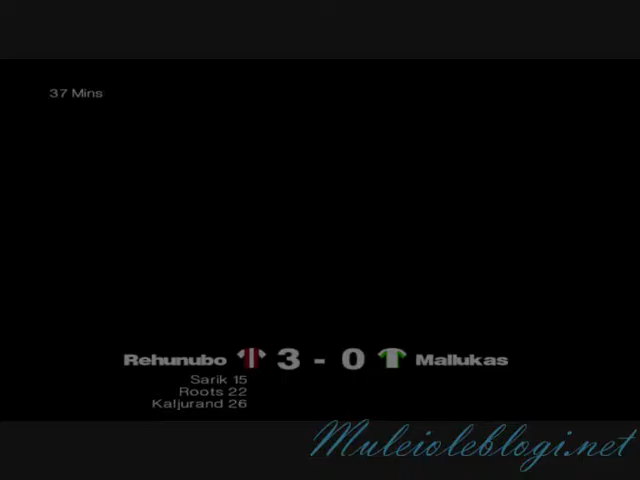 37 Mins
Rehunubo 3 - 0 Mallukas
Sarik 15
Roots 22
Kaljurand 26
Muleioleblogi.net